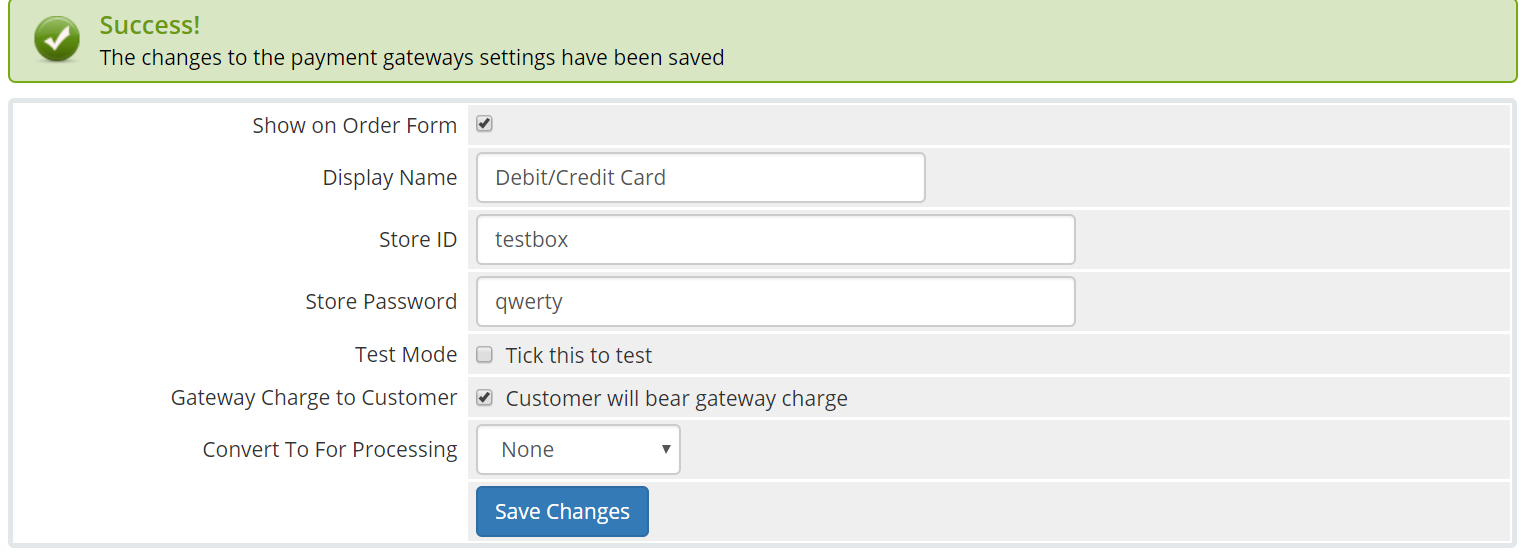 Success!
The changes to the payment gateways settings have been saved
Show on Order Form
Display Name Debit/Credit Card
Store ID testbox
Store Password qwerty
Test Mode Tick this to test
Gateway Charge to Customer Customer will bear gateway charge
Convert To For Processing None
Save Changes